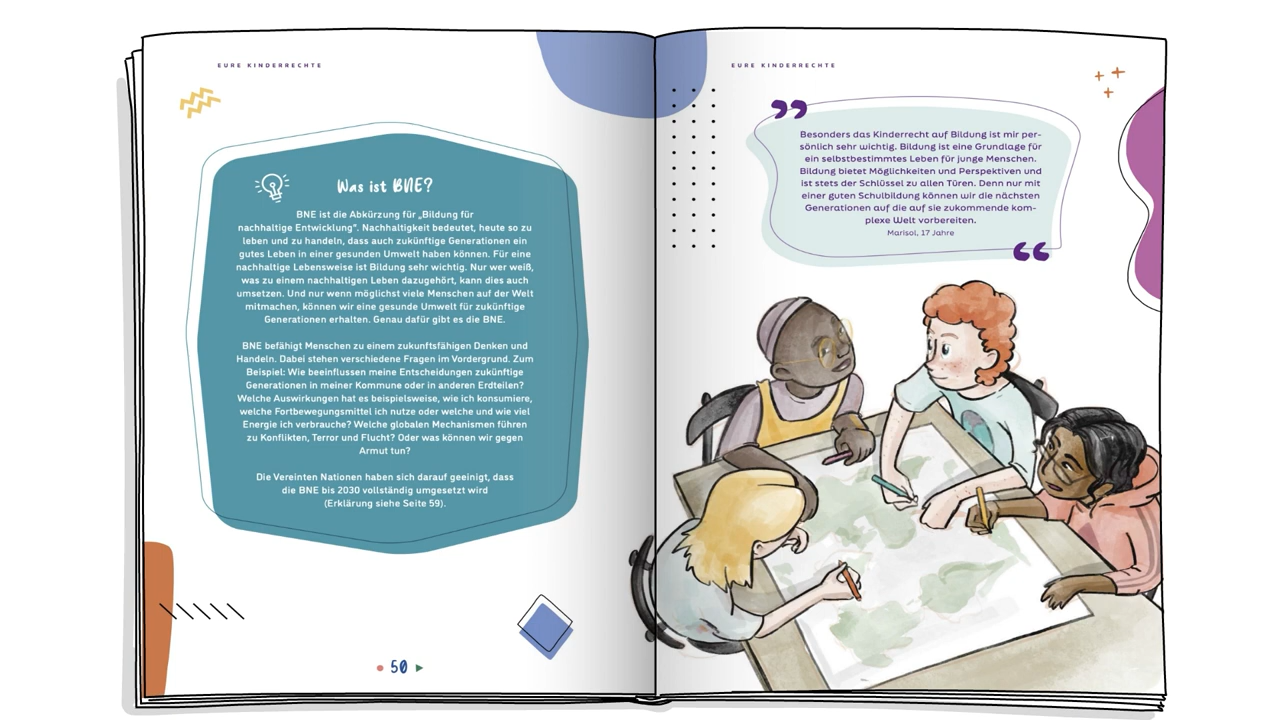 EURE KINDERRECHTE
Was ist BNE?
BNE ist die Abkürzung für „Bildung für
nachhaltige Entwicklung“. Nachhaltigkeit bedeutet, heute so zu
leben und zu handeln, dass auch zukünftige Generationen ein
gutes Leben in einer gesunden Umwelt haben können. Für eine
nachhaltige Lebensweise ist Bildung sehr wichtig. Nur wer weiß,
was zu einem nachhaltigen Leben dazugehört, kann dies auch
umsetzen. Und nur wenn möglichst viele Menschen auf der Welt
mitmachen, können wir eine gesunde Umwelt für zukünftige
Generationen erhalten. Genau dafür gibt es die BNE.
BNE befähigt Menschen zu einem zukunftsfähigen Denken und
Handeln. Dabei stehen verschiedene Fragen im Vordergrund. Zum
Beispiel: Wie beeinflussen meine Entscheidungen zukünftige
Generationen in meiner Kommune oder in anderen Erdteilen?
Welche Auswirkungen hat es beispielsweise, wie ich konsumiere,
welche Fortbewegungsmittel ich nutze oder welche und wie viel
Energie ich verbrauche? Welche globalen Mechanismen führen
zu Konflikten, Terror und Flucht? Oder was können wir gegen
Armut tun?
Die Vereinten Nationen haben sich darauf geeinigt, dass
die BNE bis 2030 vollständig umgesetzt wird
(Erklärung siehe Seite 59).
50
EURE KINDERRECHTE
Besonders das Kinderrecht auf Bildung ist mir per-
sönlich sehr wichtig. Bildung ist eine Grundlage für
ein selbstbestimmtes Leben für junge Menschen.
Bildung bietet Möglichkeiten und Perspektiven und
ist stets der Schlüssel zu allen Türen. Denn nur mit
einer guten Schulbildung können wir die nächsten
Generationen auf die auf sie zukommende kom-
plexe Welt vorbereiten.
Marisol, 17 Jahre